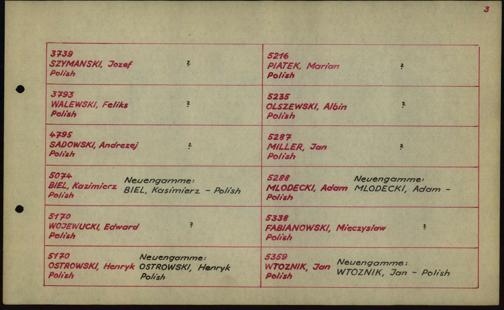 3
3739
SZYMANSKI, Jozef ?
Polish
5216
PIATEK, Marian ?
Polish
3793
WALEWSKI, Feliks ?
Polish
5235
OLSZEWSKI, Albin ?
Polish
4795
SADOWSKI, Andrezej ?
Polish
5287
MILLER, Jan ?
Polish
5074 Neuengamme:
BIEL, Kazimierz BIEL, Kasimierz - Polish
Polish
5288 Neuengamme:
MLODECKI, Adam MLODECKI, Adam -
Polish
5170
WOJEWUCKI, Edward ?
Polish
5338
FABIANOWSKI, Mieczyslaw ?
Polish
5170 Neuengamme:
OSTROWSKI, Henryk OSTROWSKI, Henryk
Polish Polish
5359 Neuengamme:
WTOZNIK, Jan WTOZNIK, Jan - Polish
Polish